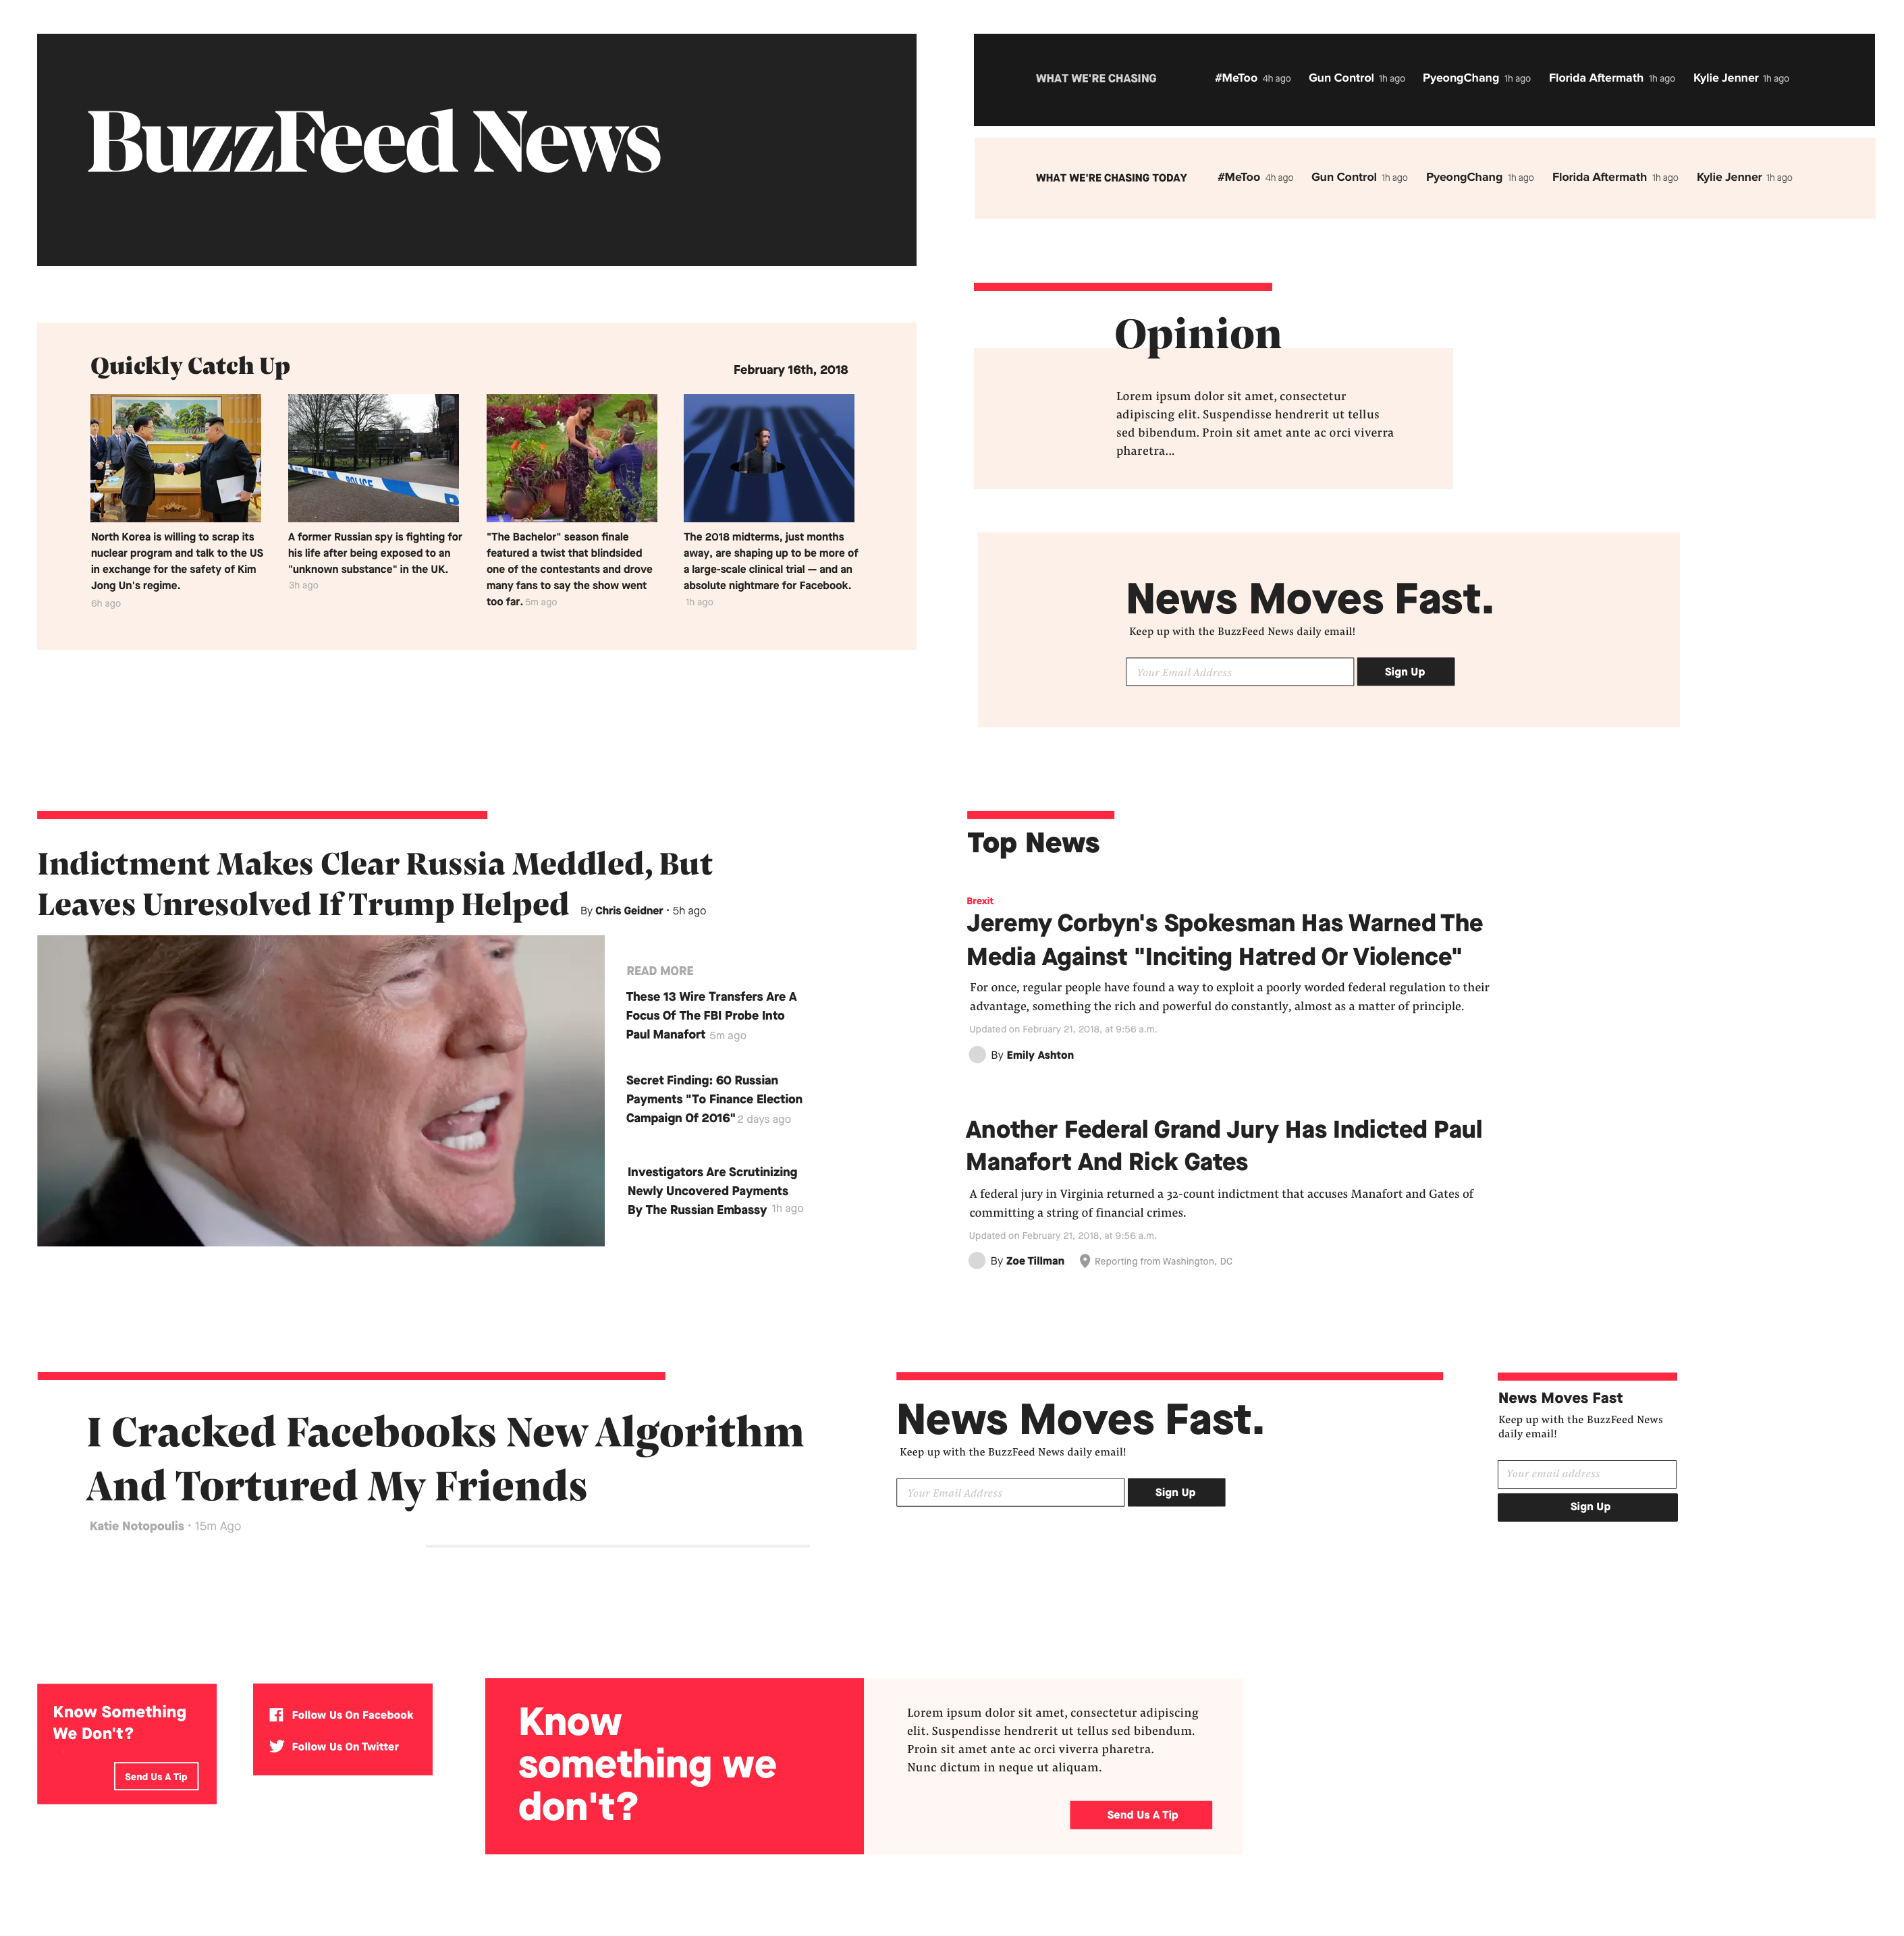 BuzzFeed News
WHAT WE'RE CHASING #MeToo 4h ago Gun Control 1h ago PyeongChang 1h ago Florida Aftermath 1h ago Kylie Jenner 1h ago
WHAT WE'RE CHASING TODAY #MeToo 4h ago Gun Control 1h ago PyeongChang 1h ago Florida Aftermath 1h ago Kylie Jenner 1h ago
Quickly Catch Up
February 16th, 2018
POLICE
North Korea is willing to scrap its
nuclear program and talk to the US
in exchange for the safety of Kim
Jong Un's regime.
6h ago
A former Russian spy is fighting for
his life after being exposed to an
"unknown substance" in the UK.
3h ago
"The Bachelor" season finale
featured a twist that blindsided
one of the contestants and drove
many fans to say the show went
too far. 5m ago
The 2018 midterms, just months
away, are shaping up to be more of
a large-scale clinical trial — and an
absolute nightmare for Facebook.
1h ago
Opinion
Lorem ipsum dolor sit amet, consectetur
adipiscing elit. Suspendisse hendrerit ut tellus
sed bibendum. Proin sit amet ante ac orci viverra
pharetra...
News Moves Fast.
Keep up with the BuzzFeed News daily email!
Your Email Address
Sign Up
Indictment Makes Clear Russia Meddled, But
Leaves Unresolved If Trump Helped
By Chris Geidner · 5h ago
READ MORE
These 13 Wire Transfers Are A
Focus Of The FBI Probe Into
Paul Manafort 5m ago
Secret Finding: 60 Russian
Payments "To Finance Election
Campaign Of 2016" 2 days ago
Investigators Are Scrutinizing
Newly Uncovered Payments
By The Russian Embassy 1h ago
Top News
Brexit
Jeremy Corbyn's Spokesman Has Warned The
Media Against "Inciting Hatred Or Violence"
For once, regular people have found a way to exploit a poorly worded federal regulation to their
advantage, something the rich and powerful do constantly, almost as a matter of principle.
Updated on February 21, 2018, at 9:56 a.m.
By Emily Ashton
Another Federal Grand Jury Has Indicted Paul
Manafort And Rick Gates
A federal jury in Virginia returned a 32-count indictment that accuses Manafort and Gates of
committing a string of financial crimes.
Updated on February 21, 2018, at 9:56 a.m.
By Zoe Tillman
Reporting from Washington, DC
I Cracked Facebooks New Algorithm
And Tortured My Friends
Katie Notopoulis · 15m Ago
News Moves Fast.
Keep up with the BuzzFeed News daily email!
Your Email Address
Sign Up
News Moves Fast
Keep up with the BuzzFeed News
daily email!
Your email address
Sign Up
Know Something
We Don't?
Send Us A Tip
Follow Us On Facebook
Follow Us On Twitter
Know
something we
don't?
Lorem ipsum dolor sit amet, consectetur adipiscing
elit. Suspendisse hendrerit ut tellus sed bibendum.
Proin sit amet ante ac orci viverra pharetra.
Nunc dictum in neque ut aliquam.
Send Us A Tip